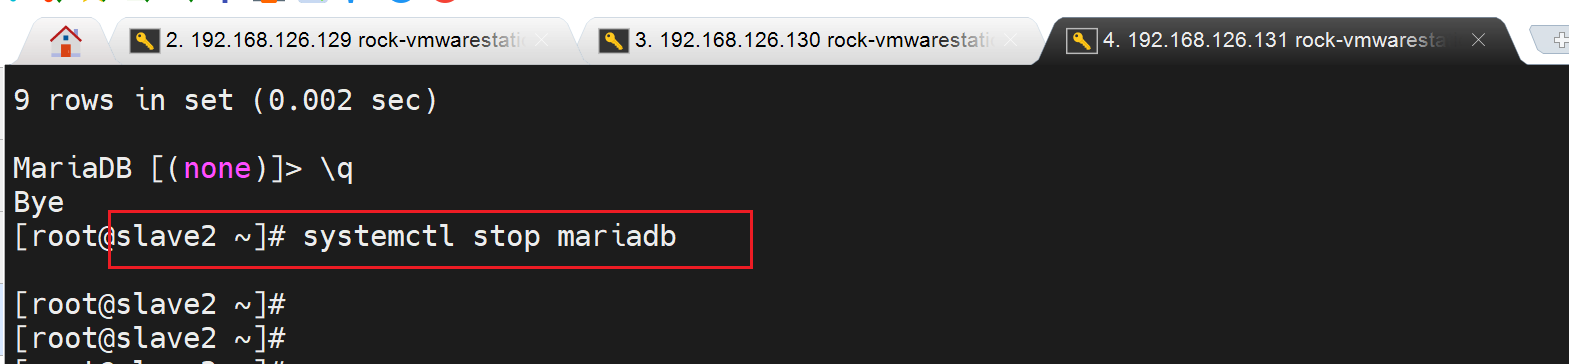 2. 192.168.126.129 rock-vmwarestati
3. 192.168.126.130 rock-vmwarestati
4. 192.168.126.131 rock-vmwaresta
9 rows in set (0.002 sec)
MariaDB [(none)]> \q
Bye
[root@slave2 ~]# systemctl stop mariadb
[root@slave2 ~]#
[root@slave2 ~]#